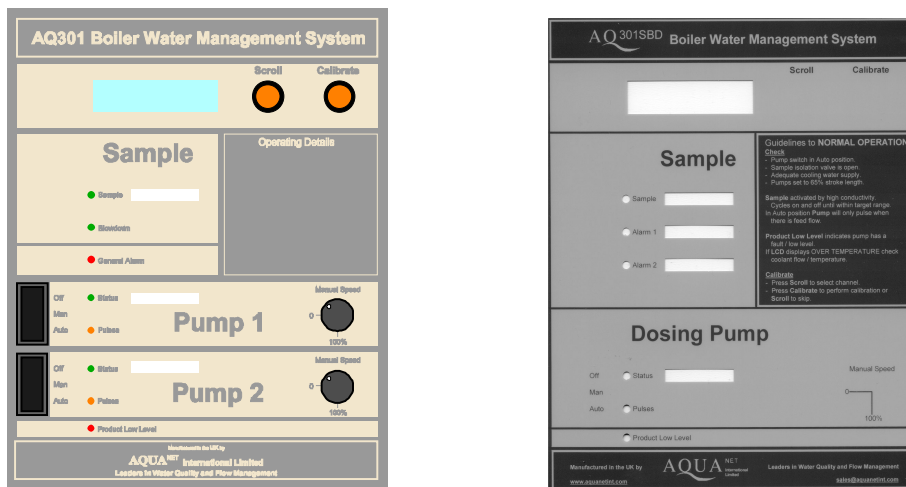 AQ301 Boiler Water Management System
Scroll
Calibrate
Sample
Operating Details
Sample
Blowdown
General Alarm
Off
Man
Auto
Status
Pulses
Pump 1
Manual Speed
0
100%
Off
Man
Auto
Status
Pulses
Pump 2
Manual Speed
0
100%
Product Low Level
Manufactured in the UK by
AQUANET International Limited
Leaders in Water Quality and Flow Management
AQ301SBD Boiler Water Management System
Scroll
Calibrate
Sample
Sample
Alarm 1
Alarm 2
Guidelines to NORMAL OPERATION
Check
- Pump switch in Auto position.
- Sample isolation valve is open.
- Adequate cooling water supply.
- Pumps set to 65% stroke length.
Sample activated by high conductivity.
Cycles on and off until within target range.
In Auto position Pump will only pulse when
there is feed flow.
Product Low Level indicates pump has a
fault / low level.
If LCD displays OVER TEMPERATURE check
coolant flow / temperature.
Calibrate
- Press Scroll to select channel.
- Press Calibrate to perform calibration or
Scroll to skip.
Dosing Pump
Off
Man
Auto
Status
Pulses
Manual Speed
0
100%
Product Low Level
Manufactured in the UK by
www.aquanetint.com
AQUA NET International Limited
Leaders in Water Quality and Flow Management
sales@aquanetint.com